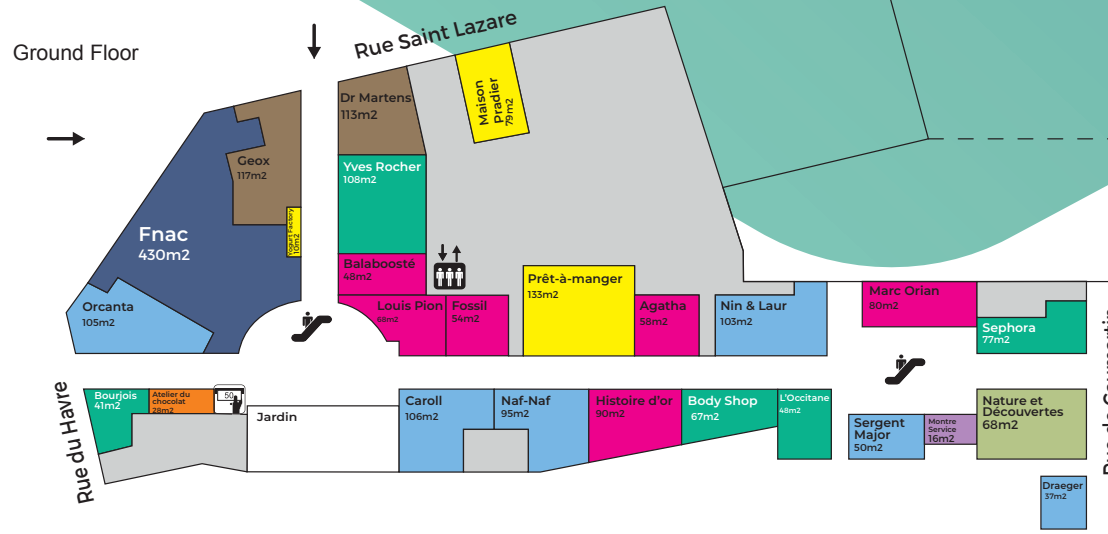 Ground Floor
Rue Saint Lazare
Dr Martens
113m2
Maison
Pradier
79m2
Geox
117m2
Yves Rocher
108m2
Yogurt Factory
10m2
Fnac
430m2
Balaboosté
48m2
Prêt-à-manger
133m2
Orcanta
105m2
Louis Pion
68m2
Fossil
54m2
Agatha
58m2
Nin & Laur
103m2
Marc Orian
80m2
Sephora
77m2
Rue du Havre
Bourjois
41m2
Atelier du
chocolat
28m2
50
Jardin
Caroll
106m2
Naf-Naf
95m2
Histoire d'or
90m2
Body Shop
67m2
L'Occitane
48m2
Sergent
Major
50m2
Montre
Service
16m2
Nature et
Découvertes
68m2
Draeger
37m2